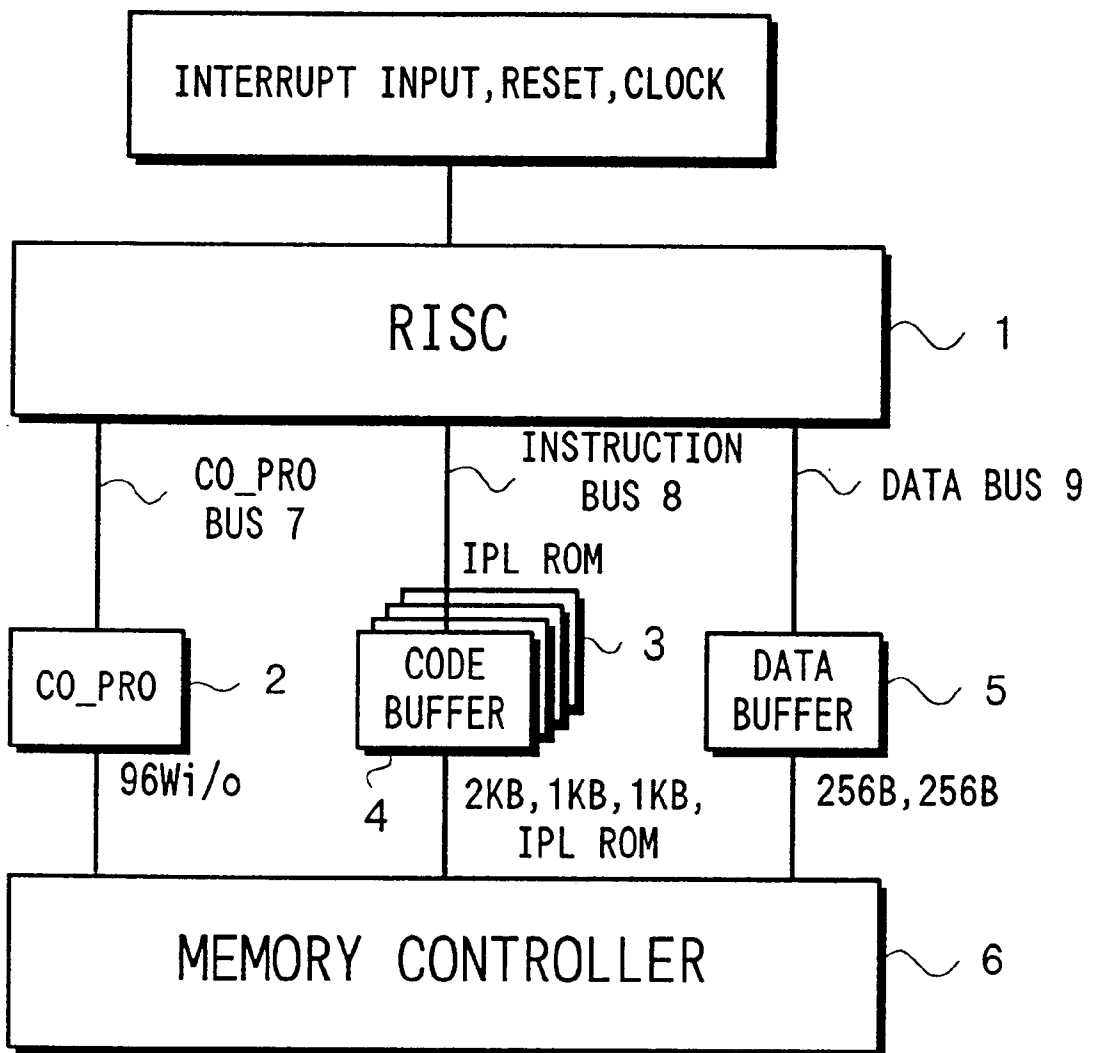 INTERRUPT INPUT,RESET,CLOCK
RISC
1
CO_PRO
BUS 7
INSTRUCTION
BUS 8
DATA BUS 9
IPL ROM
CO_PRO
2
CODE
BUFFER
3
4
DATA
BUFFER
5
96Wi/o
2KB,1KB,1KB,
IPL ROM
256B,256B
MEMORY CONTROLLER
6